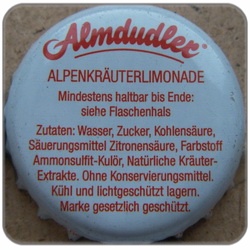 Almdudler®
ALPENKRÄUTERLIMONADE
Mindestens haltbar bis Ende:
siehe Flaschenhals
Zutaten: Wasser, Zucker, Kohlensäure,
Säuerungsmittel Zitronensäure, Farbstoff
Ammonsulfit-Kulör, Natürliche Kräuter-
Extrakte. Ohne Konservierungsmittel.
Kühl und lichtgeschützt lagern.
Marke gesetzlich geschützt.